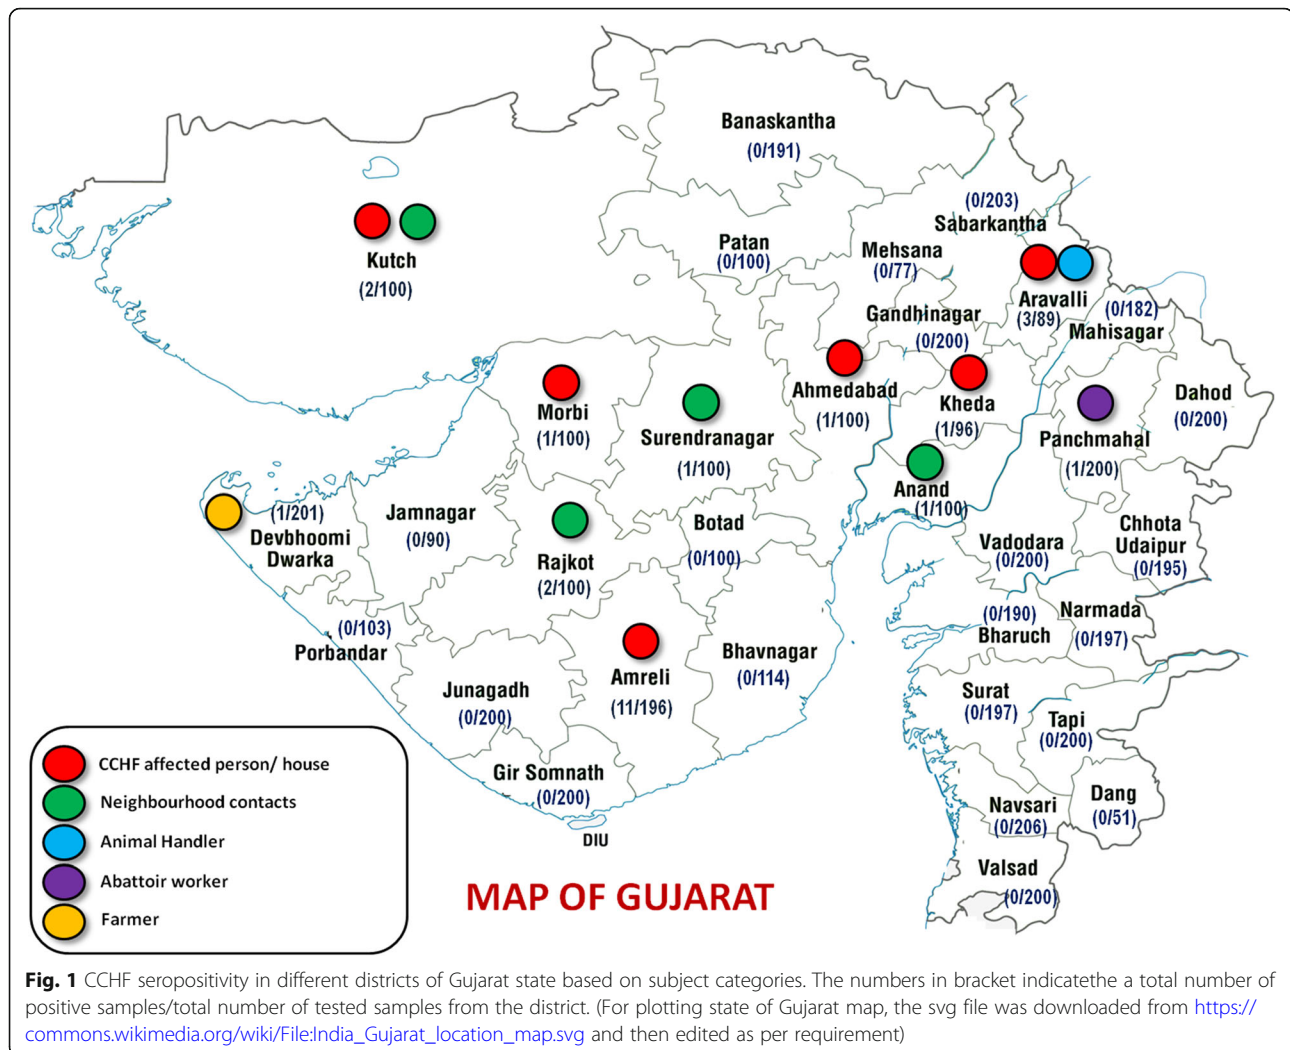 Banaskantha
(0/191)
(0/203)
Sabarkantha
Patan
(0/100)
Mehsana
(0/77)
Kutch
(2/100)
Aravalli
(3/89)
(0/182)
Mahisagar
Gandhinagar
(0/200)
Ahmedabad
(1/100)
Kheda
(1/96)
Dahod
(0/200)
Morbi
(1/100)
Surendranagar
(1/100)
Panchmahal
(1/200)
Anand
(1/100)
(1/201)
Devbhoomi
Dwarka
Jamnagar
(0/90)
Rajkot
(2/100)
Botad
(0/100)
Vadodara
(0/200)
Chhota
Udaipur
(0/195)
(0/103)
Porbandar
(0/190)
Bharuch
Narmada
(0/197)
Junagadh
(0/200)
Amreli
(11/196)
Bhavnagar
(0/114)
Surat
(0/197)
Tapi
(0/200)
Gir Somnath
(0/200)
DIU
Navsari
(0/206)
Dang
(0/51)
Valsad
(0/200)
CCHF affected person/ house
Neighbourhood contacts
Animal Handler
Abattoir worker
Farmer
MAP OF GUJARAT
Fig. 1 CCHF seropositivity in different districts of Gujarat state based on subject categories. The numbers in bracket indicatethe a total number of
positive samples/total number of tested samples from the district. (For plotting state of Gujarat map, the svg file was downloaded from https://
commons.wikimedia.org/wiki/File:India_Gujarat_location_map.svg and then edited as per requirement)